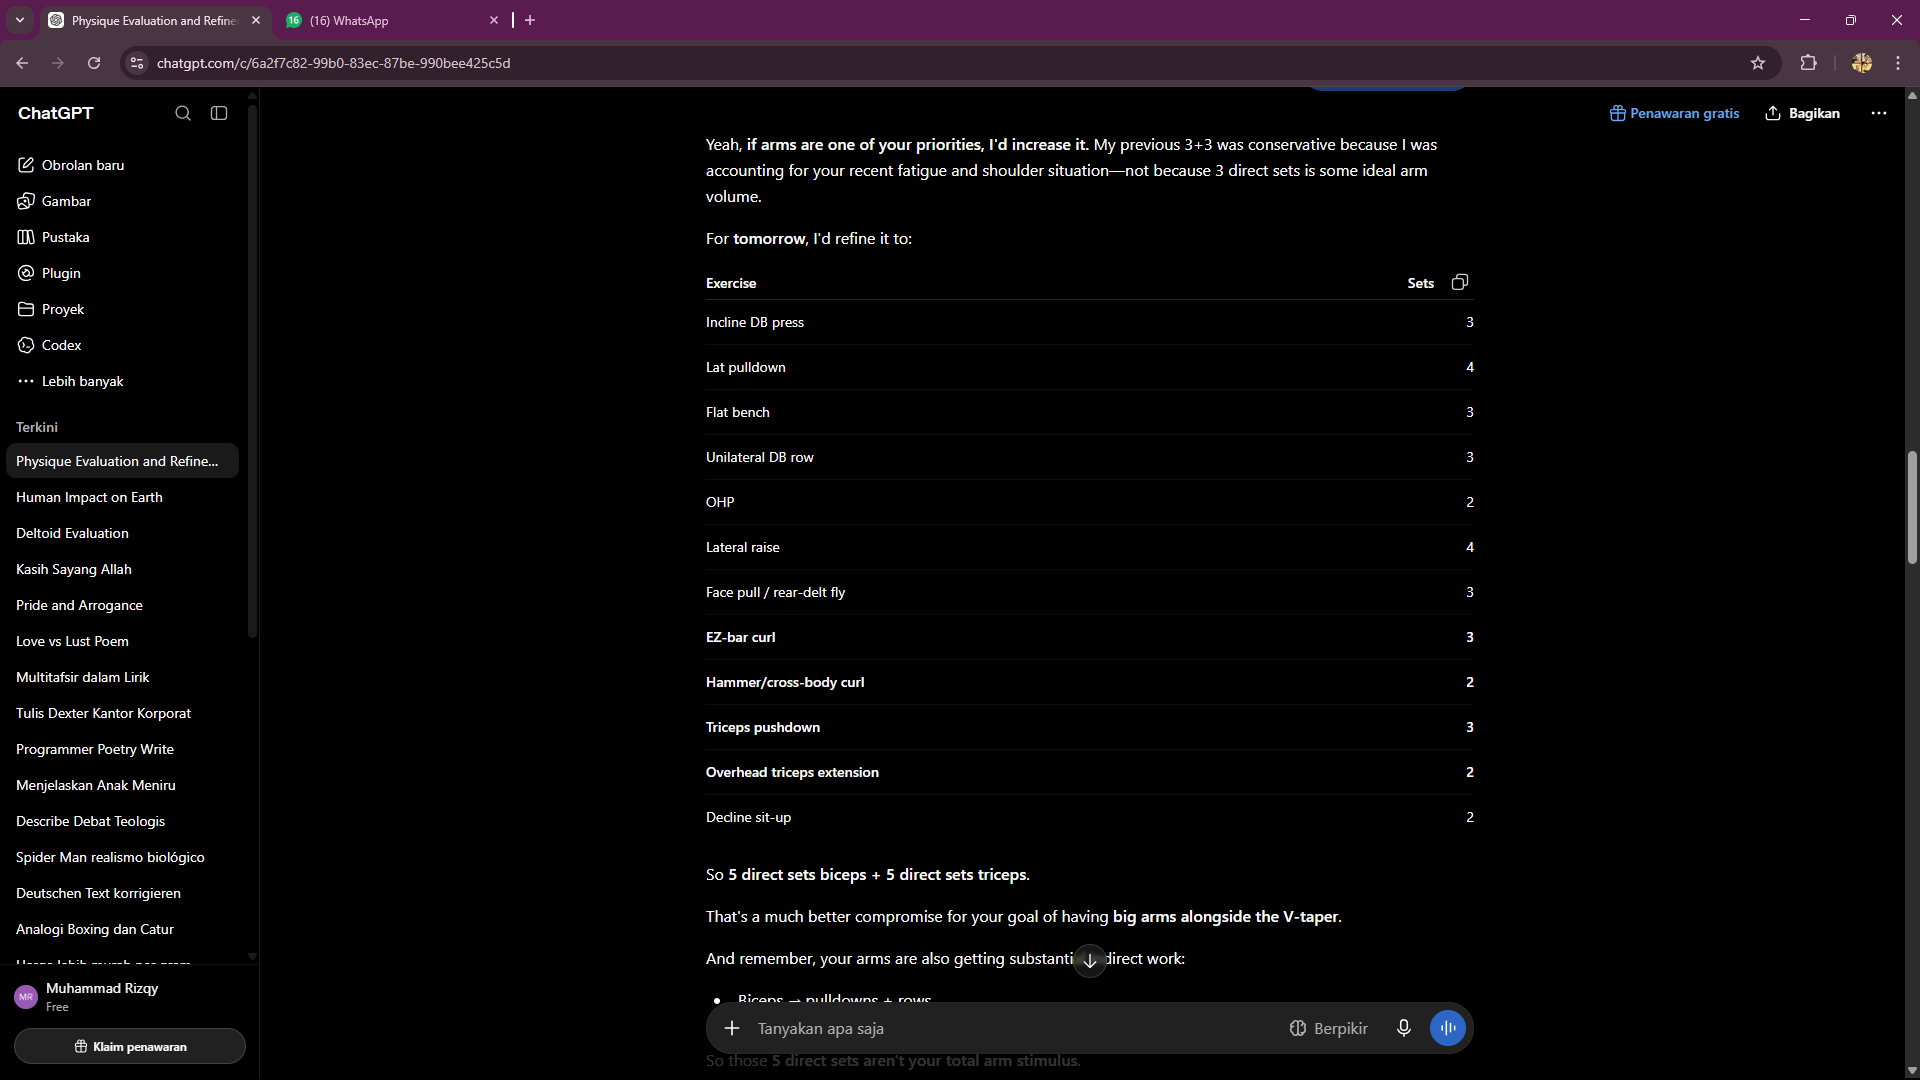 Physique Evaluation and Refine
16 (16) WhatsApp
chatgpt.com/c/6a2f7c82-99b0-83ec-87be-990bee425c5d
ChatGPT
Penawaran gratis
Bagikan
Obrolan baru
Gambar
Pustaka
Plugin
Proyek
Codex
Lebih banyak
Terkini
Physique Evaluation and Refine...
Human Impact on Earth
Deltoid Evaluation
Kasih Sayang Allah
Pride and Arrogance
Love vs Lust Poem
Multitafsir dalam Lirik
Tulis Dexter Kantor Korporat
Programmer Poetry Write
Menjelaskan Anak Meniru
Describe Debat Teologis
Spider Man realismo biológico
Deutschen Text korrigieren
Analogi Boxing dan Catur
MR Muhammad Rizqy
Free
Klaim penawaran
Yeah, if arms are one of your priorities, I'd increase it. My previous 3+3 was conservative because I was
accounting for your recent fatigue and shoulder situation—not because 3 direct sets is some ideal arm
volume.
For tomorrow, I'd refine it to:
Exercise Sets
Incline DB press 3
Lat pulldown 4
Flat bench 3
Unilateral DB row 3
OHP 2
Lateral raise 4
Face pull / rear-delt fly 3
EZ-bar curl 3
Hammer/cross-body curl 2
Triceps pushdown 3
Overhead triceps extension 2
Decline sit-up 2
So 5 direct sets biceps + 5 direct sets triceps.
That's a much better compromise for your goal of having big arms alongside the V-taper.
And remember, your arms are also getting direct work:
Biceps → pulldowns + rows
Tanyakan apa saja
Berpikir
So those 5 direct sets aren't your total arm stimulus.